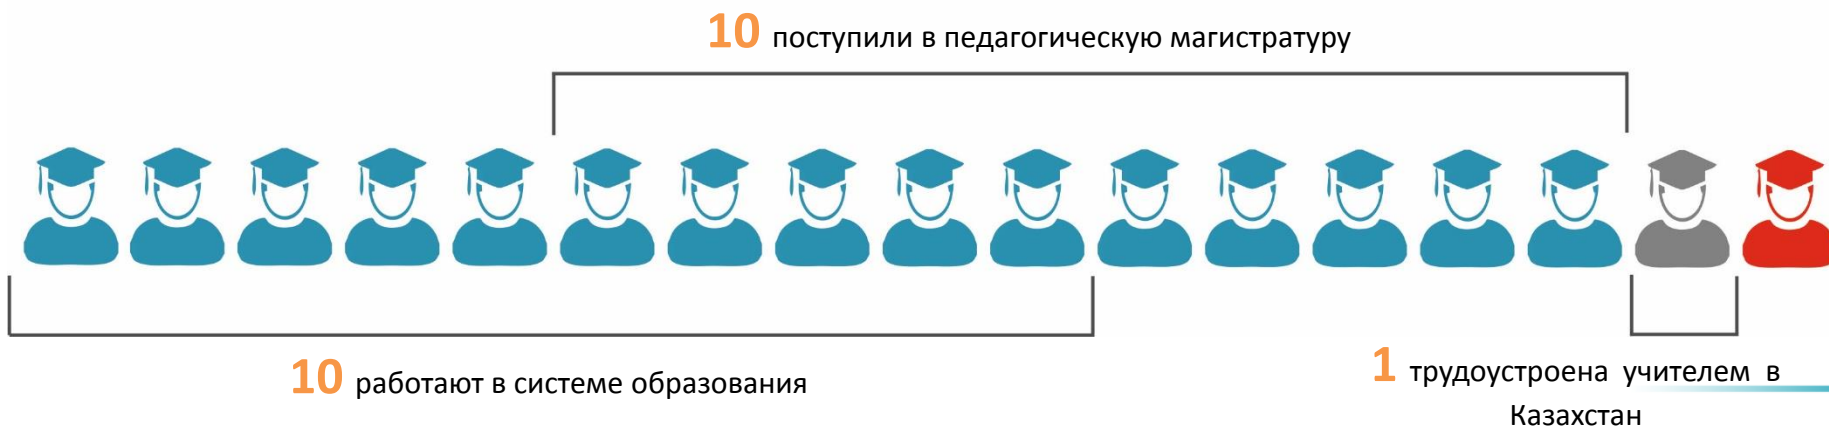 10 поступили в педагогическую магистратуру
10 работают в системе образования
1 трудоустроена учителем в
Казахстан